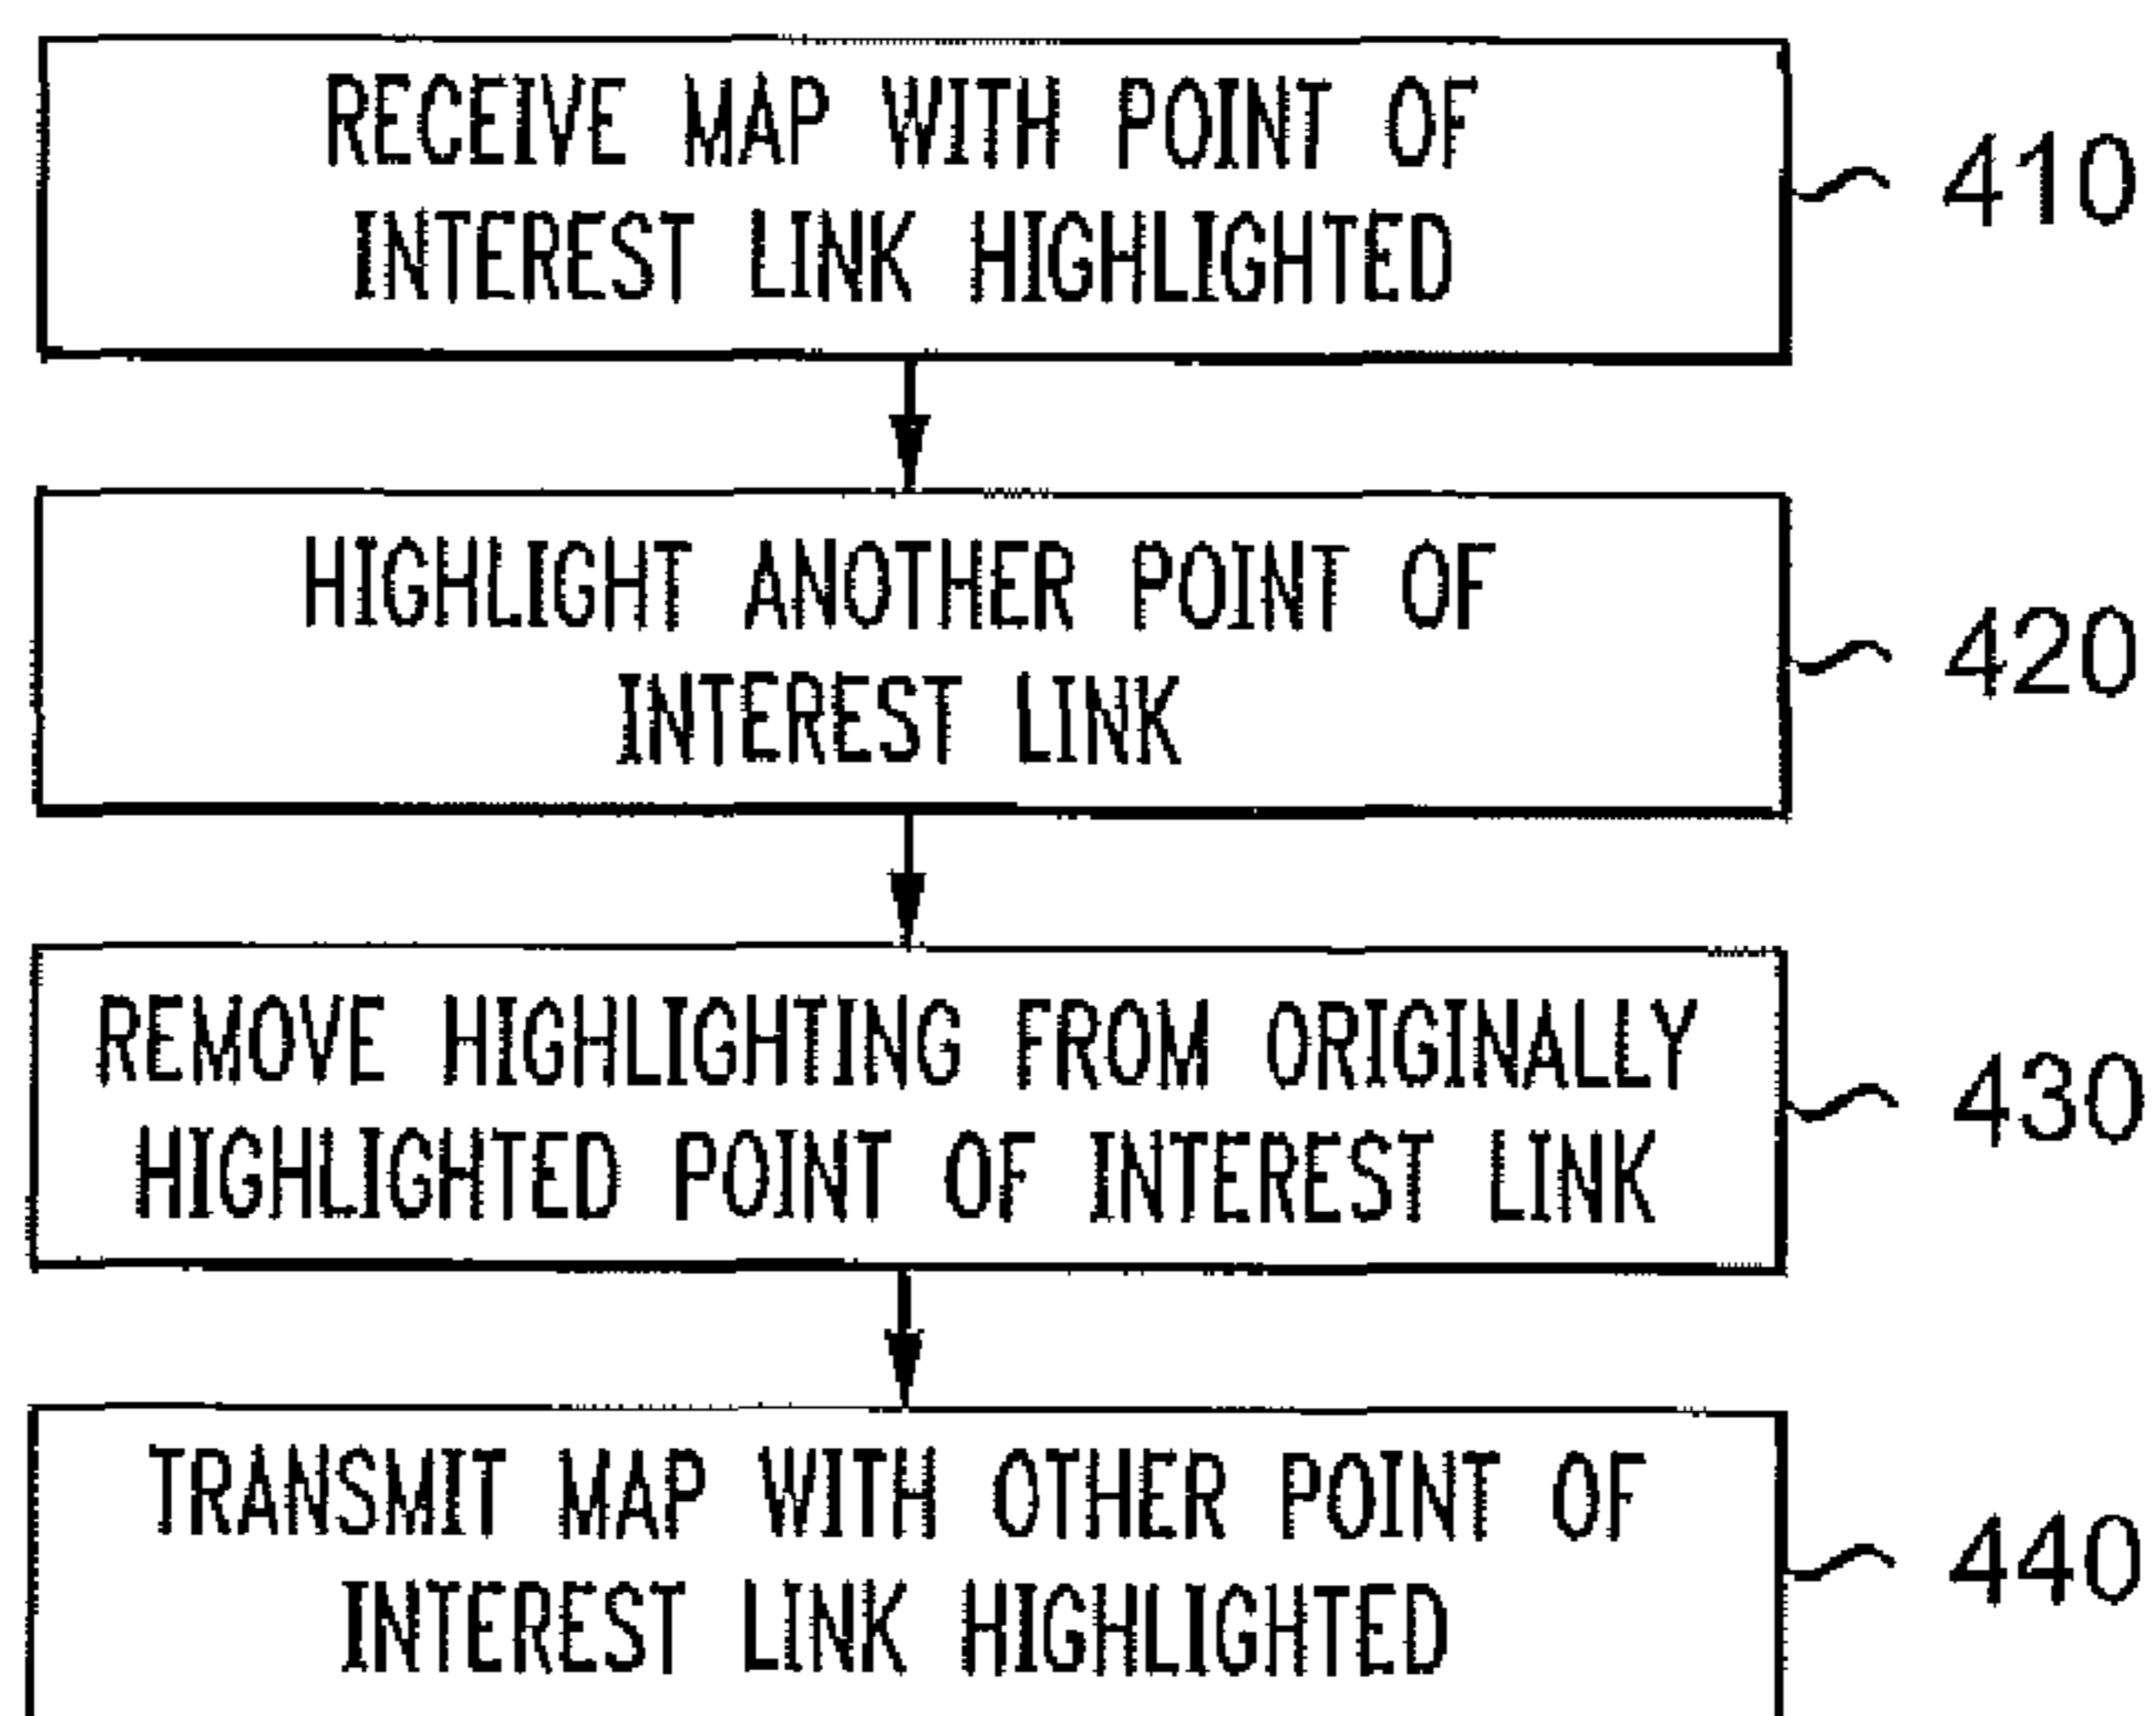 RECEIVE MAP WITH POINT OF
INTEREST LINK HIGHLIGHTED
410
HIGHLIGHT ANOTHER POINT OF
INTEREST LINK
420
REMOVE HIGHLIGHTING FROM ORIGINALLY
HIGHLIGHTED POINT OF INTEREST LINK
430
TRANSMIT MAP WITH OTHER POINT OF
INTEREST LINK HIGHLIGHTED
440